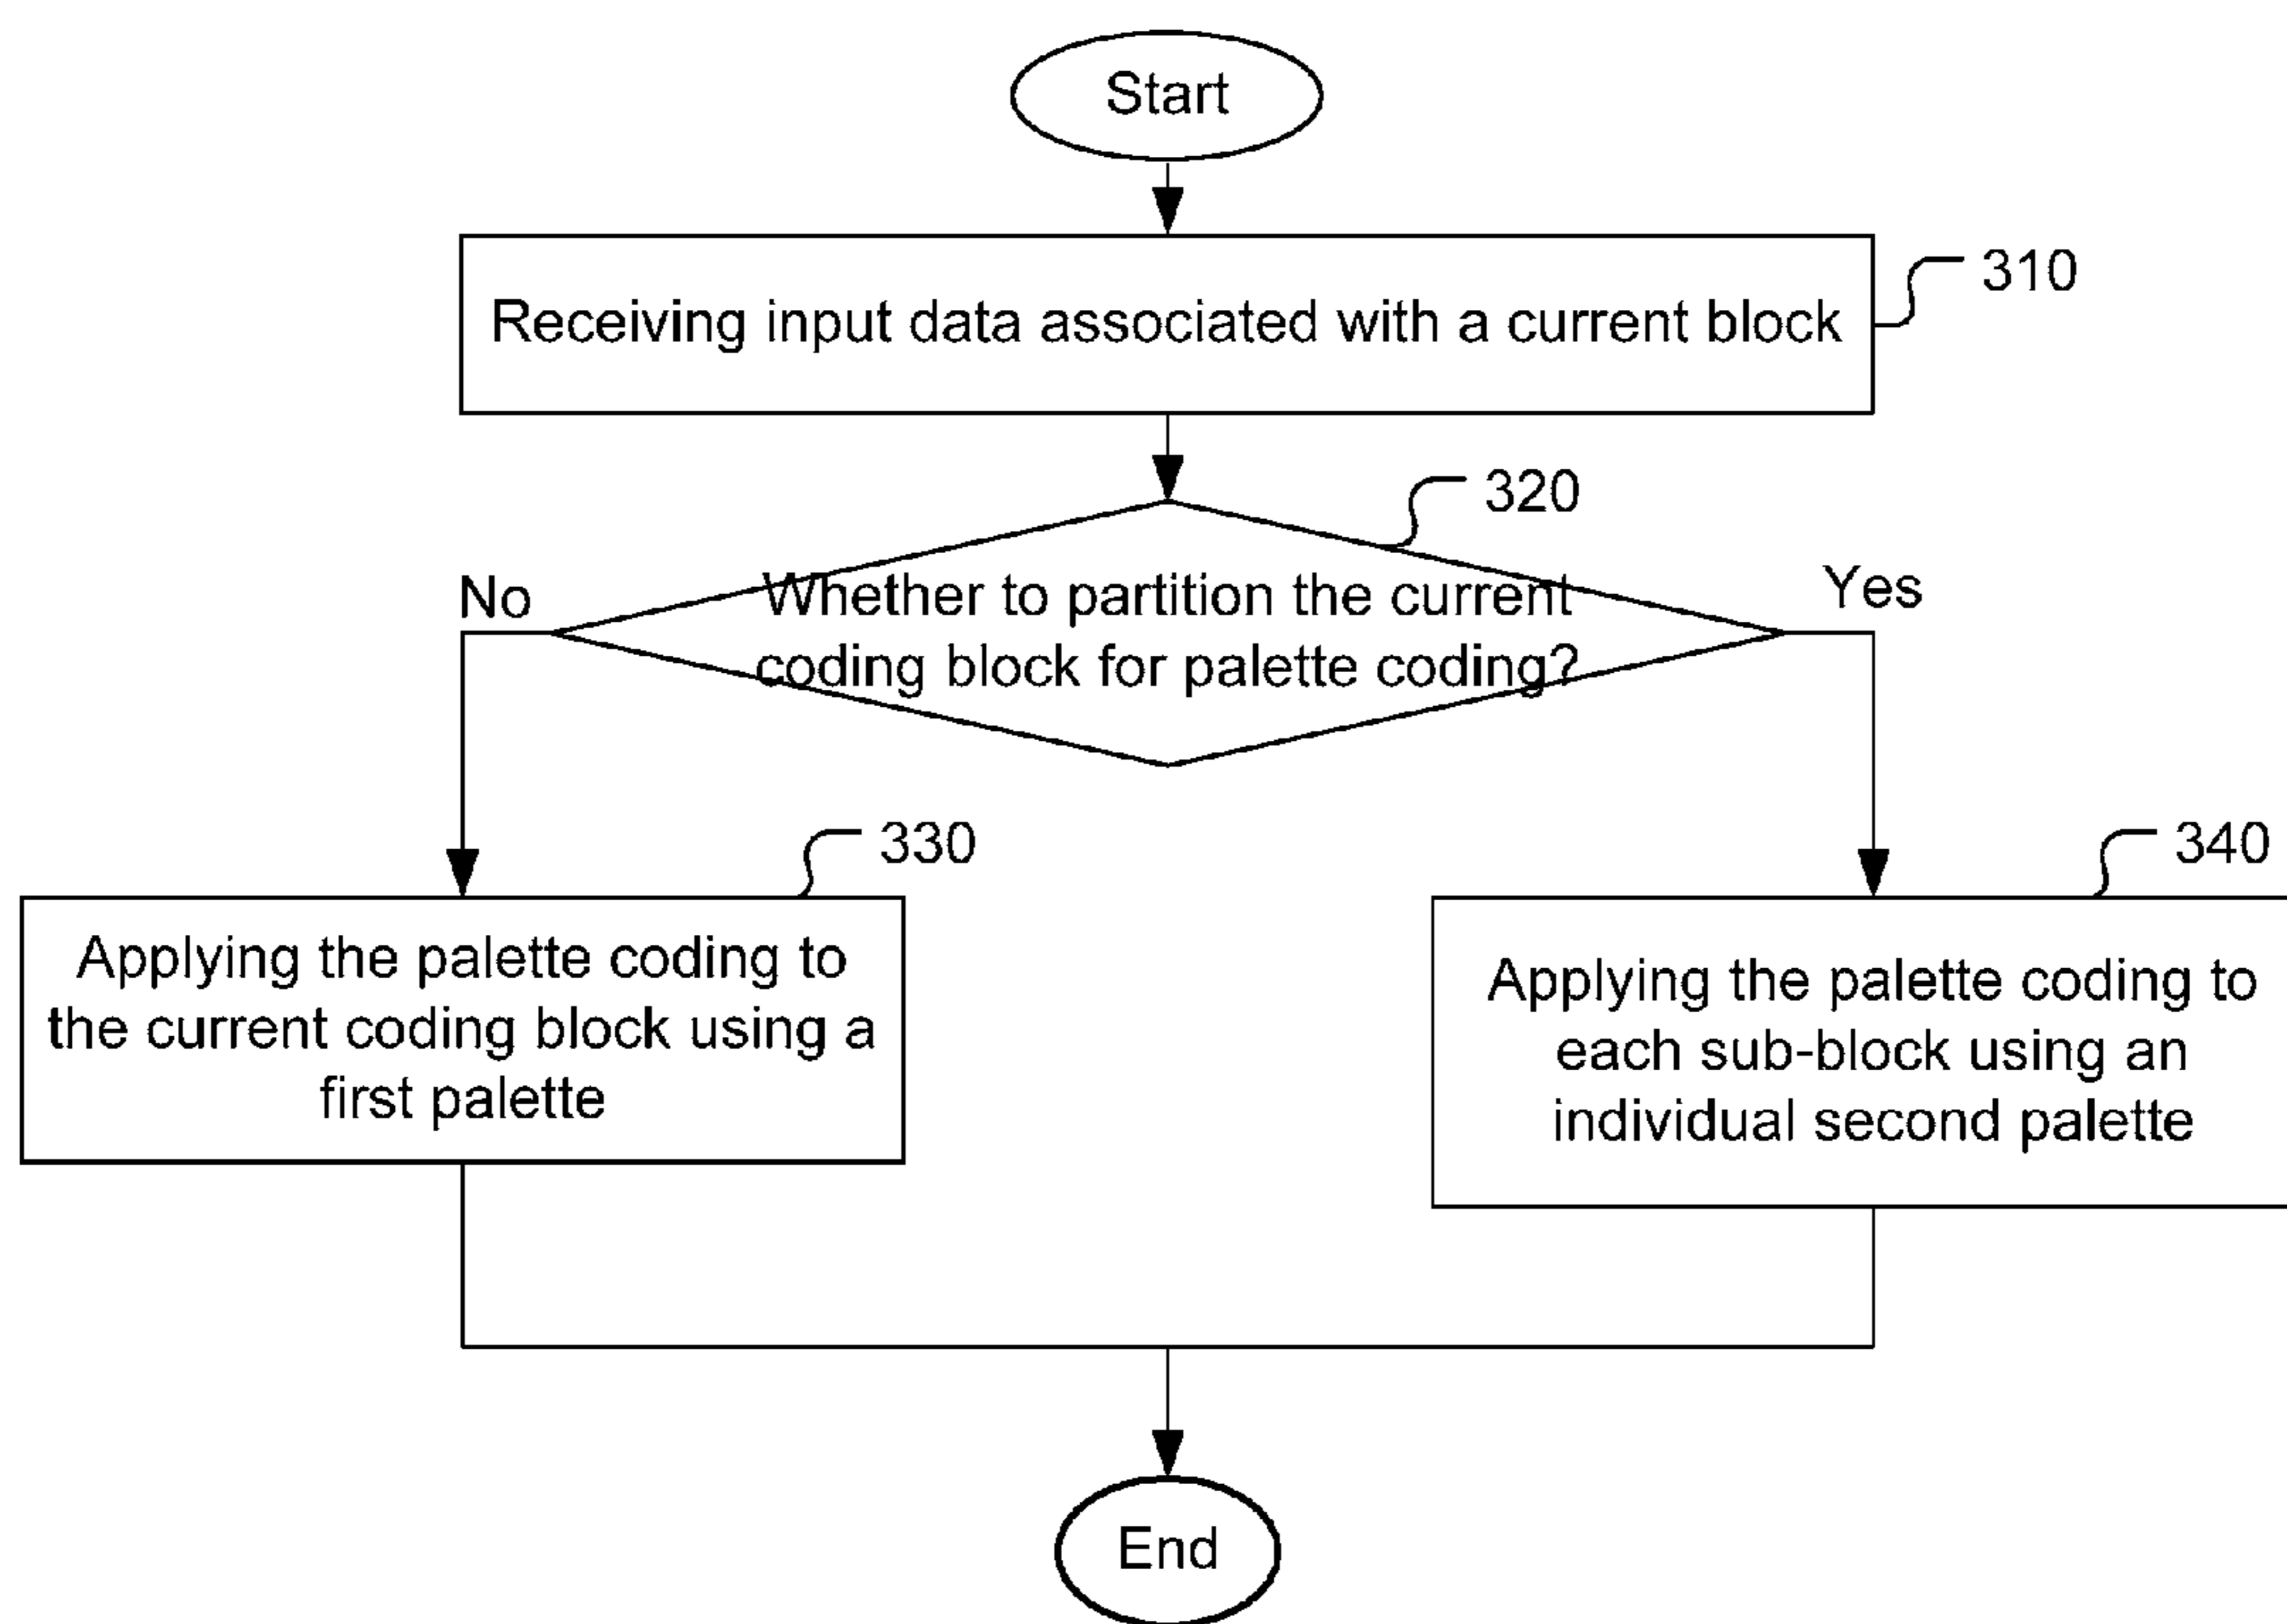 Start
Receiving input data associated with a current block
310
320
No
Whether to partition the current
coding block for palette coding?
Yes
330
Applying the palette coding to
the current coding block using a
first palette
340
Applying the palette coding to
each sub-block using an
individual second palette
End